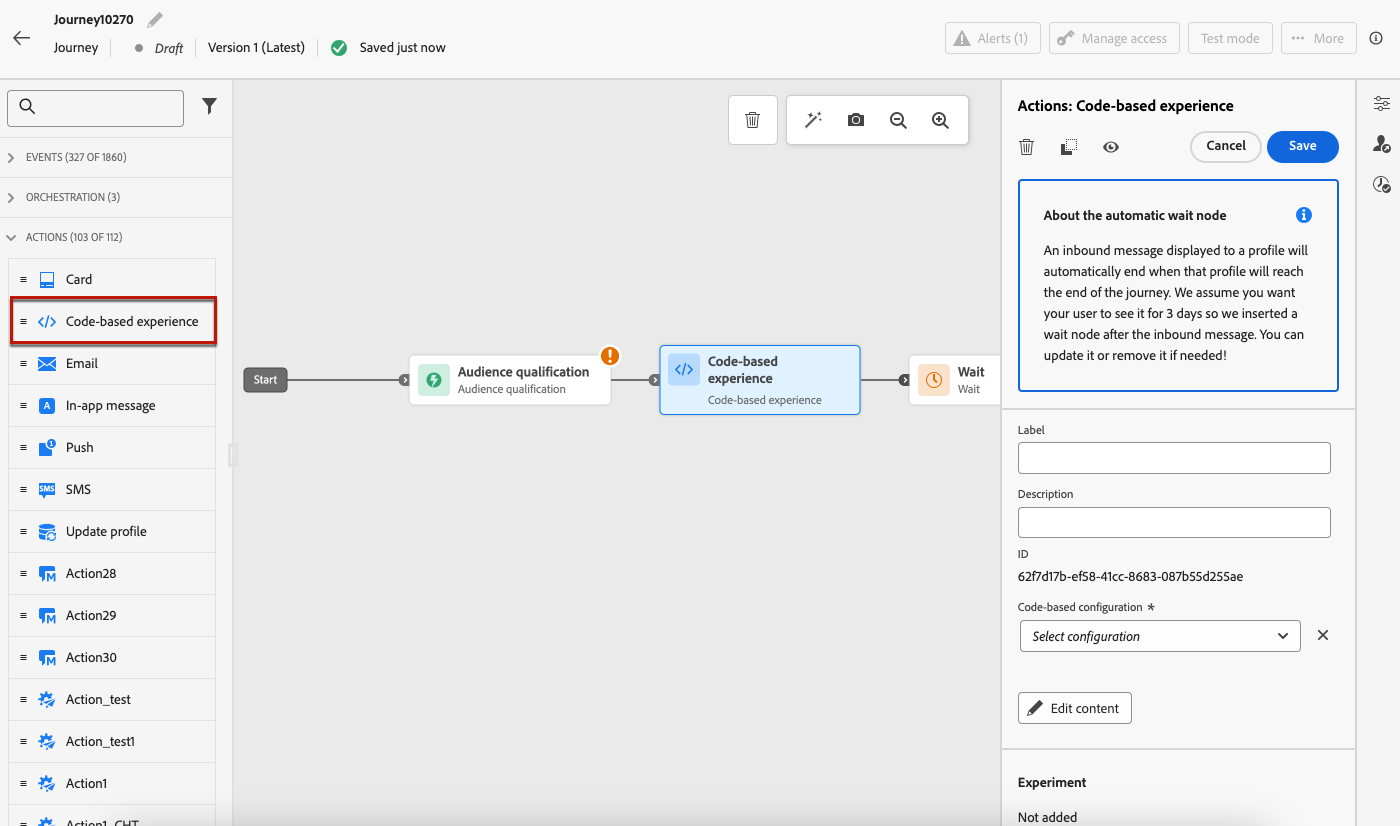 Journey10270
Journey
Draft
Version 1 (Latest)
Saved just now
Alerts (1)
Manage access
Test mode
More
EVENTS (327 OF 1860)
ORCHESTRATION (3)
ACTIONS (103 OF 112)
Card
Code-based experience
Email
A
In-app message
1
Push
SMS
SMS
Update profile
M
Action28
M
Action29
M
Action30
Action_test
Action_test1
Action1
Action1_CHT
Start
Audience qualification
Audience qualification
Code-based
experience
Code-based experience
Wait
Wait
Actions: Code-based experience
Cancel
Save
About the automatic wait node
An inbound message displayed to a profile will
automatically end when that profile will reach
the end of the journey. We assume you want
your user to see it for 3 days so we inserted a
wait node after the inbound message. You can
update it or remove it if needed!
Label
Description
ID
62f7d17b-ef58-41cc-8683-087b55d255ae
Code-based configuration *
Select configuration
Edit content
Experiment
Not added